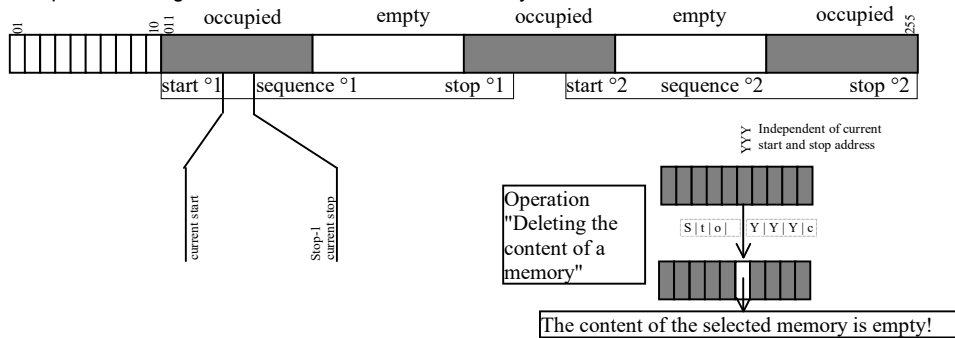 occupied empty occupied empty occupied
01 10 011 255
start °1 sequence °1 stop °1 start °2 sequence °2 stop °2
current start
Stop-1
current stop
YYY
Independent of current
start and stop address
Operation
"Deleting the
content of a
memory"
S|t|o| Y|Y|Y|c
The content of the selected memory is empty!